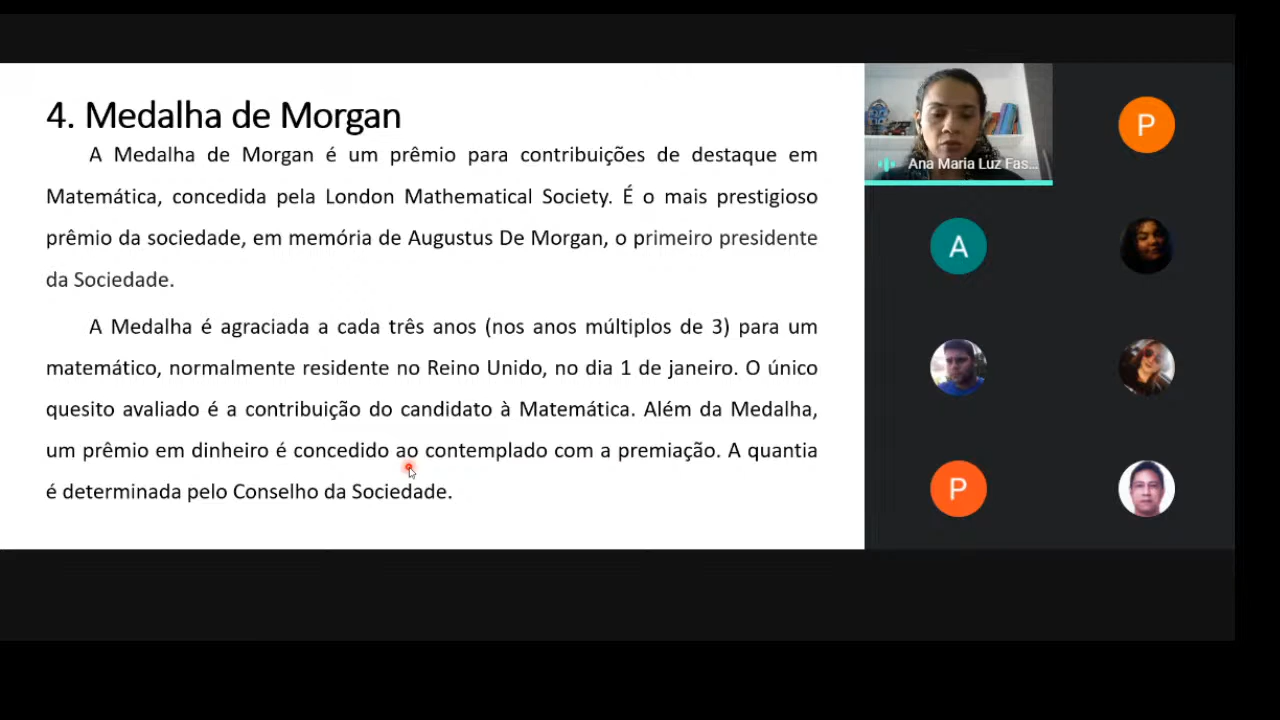 4. Medalha de Morgan
A Medalha de Morgan é um prêmio para contribuições de destaque em
Matemática, concedida pela London Mathematical Society. É o mais prestigioso
prêmio da sociedade, em memória de Augustus De Morgan, o primeiro presidente
da Sociedade.
A Medalha é agraciada a cada três anos (nos anos múltiplos de 3) para um
matemático, normalmente residente no Reino Unido, no dia 1 de janeiro. O único
quesito avaliado é a contribuição do candidato à Matemática. Além da Medalha,
um prêmio em dinheiro é concedido ao contemplado com a premiação. A quantia
é determinada pelo Conselho da Sociedade.
Ana Maria Luz Fas...
P
A
P